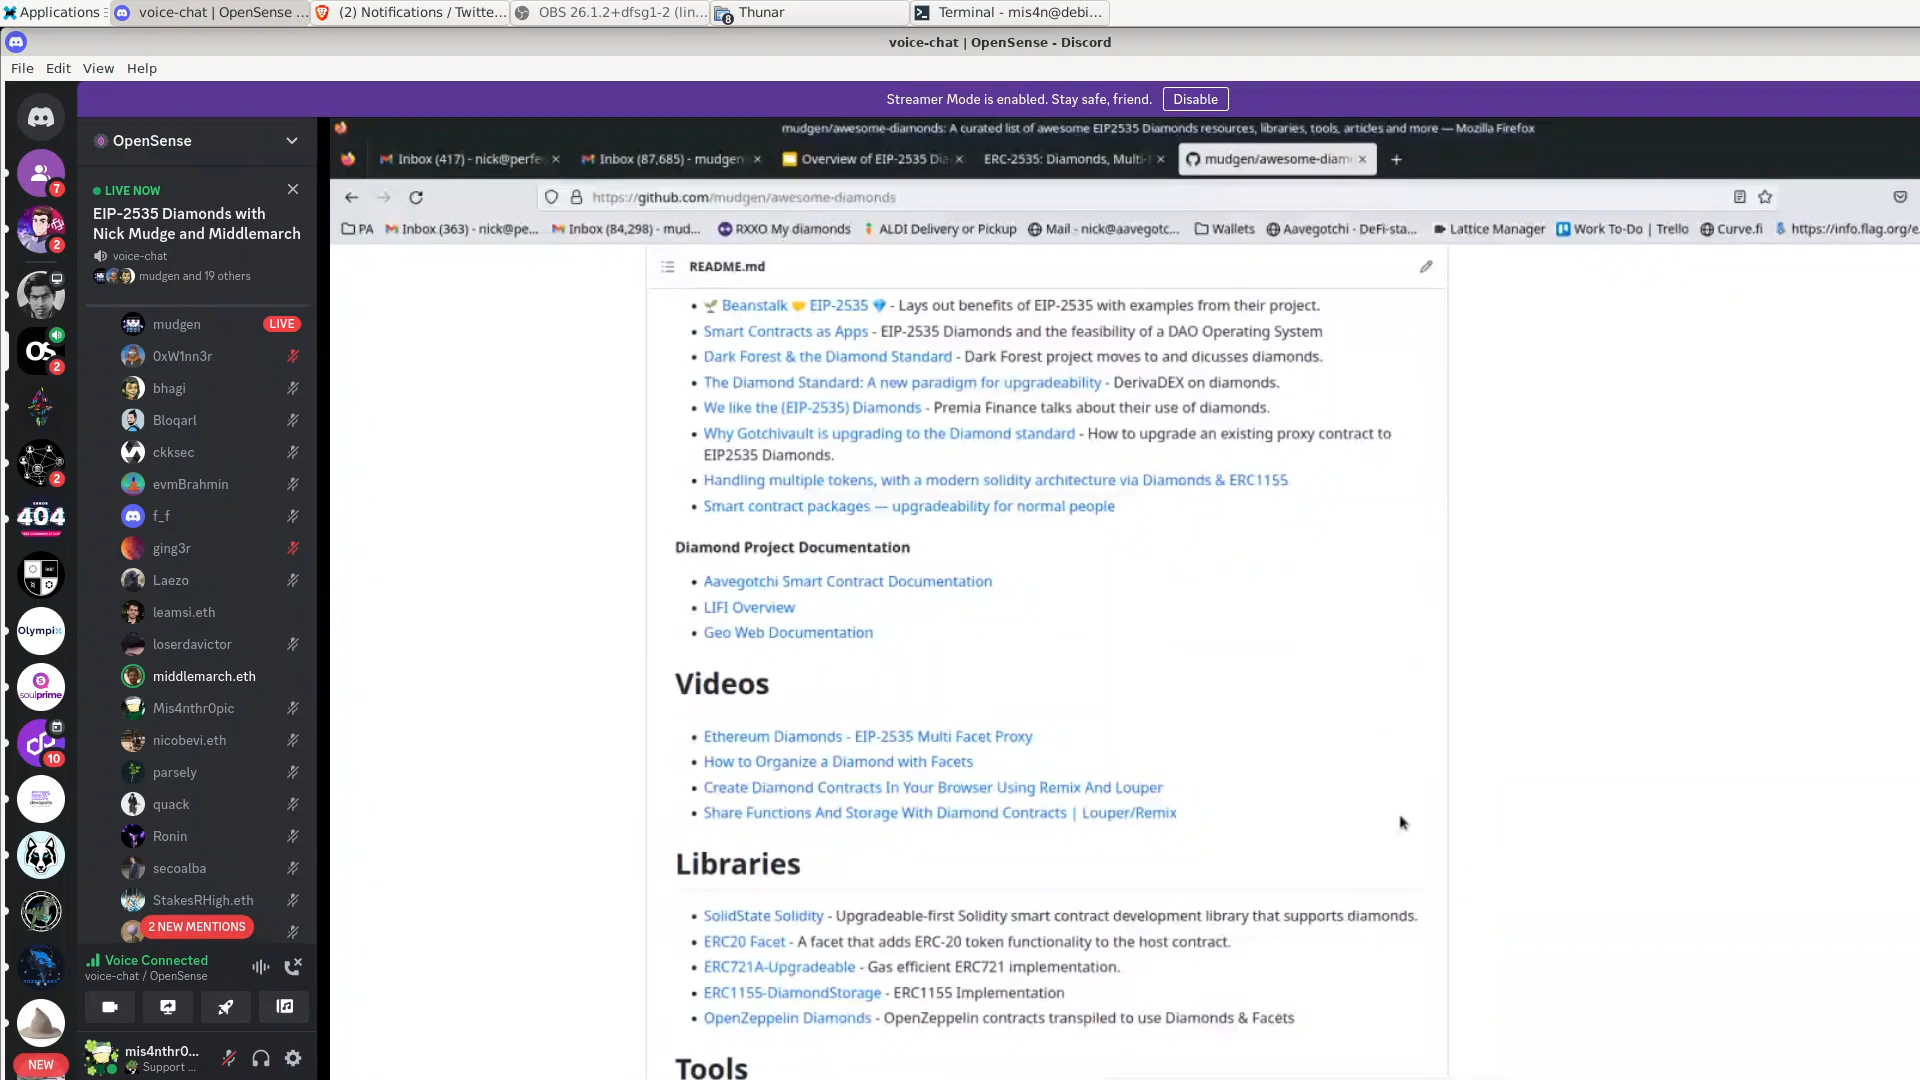 Applications
voice-chat | OpenSense ...
(2) Notifications / Twitte...
OBS 26.1.2+dfsg1-2 (lin...
8
Thunar
Terminal - mis4n@debi...
voice-chat | OpenSense - Discord
File Edit View Help
Streamer Mode is enabled. Stay safe, friend. Disable
OpenSense
LIVE NOW
EIP-2535 Diamonds with
Nick Mudge and Middlemarch
voice-chat
mudgen and 19 others
mudgen LIVE
0xW1nn3r
bhagi
Bloqarl
ckksec
evmBrahmin
f_f
ging3r
Laezo
leamsi.eth
loserdavictor
middlemarch.eth
Mis4nthr0pic
nicobevi.eth
parsely
quack
Ronin
secoalba
StakesRHigh.eth
2 NEW MENTIONS
Voice Connected
voice-chat / OpenSense
mis4nthr0...
Support ...
7
2
OS
2
2
ERROR
404
Olympix
soulprime
10
NEW
mudgen/awesome-diamonds: A curated list of awesome EIP2535 Diamonds resources, libraries, tools, articles and more — Mozilla Firefox
Inbox (417) - nick@perfe
Inbox (87,685) - mudgen
Overview of EIP-2535 Dia
ERC-2535: Diamonds, Multi-
mudgen/awesome-diam
https://github.com/mudgen/awesome-diamonds
PA
Inbox (363) - nick@pe...
Inbox (84,298) - mud...
RXXO My diamonds
ALDI Delivery or Pickup
Mail - nick@aavegotc...
Wallets
Aavegotchi · DeFi-sta...
Lattice Manager
Work To-Do | Trello
Curve.fi
https://info.flag.org/e
README.md
• 🌱 Beanstalk 🤝 EIP-2535 💎 - Lays out benefits of EIP-2535 with examples from their project.
• Smart Contracts as Apps - EIP-2535 Diamonds and the feasibility of a DAO Operating System
• Dark Forest & the Diamond Standard - Dark Forest project moves to and dicusses diamonds.
• The Diamond Standard: A new paradigm for upgradeability - DerivaDEX on diamonds.
• We like the (EIP-2535) Diamonds - Premia Finance talks about their use of diamonds.
• Why Gotchivault is upgrading to the Diamond standard - How to upgrade an existing proxy contract to
EIP2535 Diamonds.
• Handling multiple tokens, with a modern solidity architecture via Diamonds & ERC1155
• Smart contract packages — upgradeability for normal people
Diamond Project Documentation
• Aavegotchi Smart Contract Documentation
• LIFI Overview
• Geo Web Documentation
Videos
• Ethereum Diamonds - EIP-2535 Multi Facet Proxy
• How to Organize a Diamond with Facets
• Create Diamond Contracts In Your Browser Using Remix And Louper
• Share Functions And Storage With Diamond Contracts | Louper/Remix
Libraries
• SolidState Solidity - Upgradeable-first Solidity smart contract development library that supports diamonds.
• ERC20 Facet - A facet that adds ERC-20 token functionality to the host contract.
• ERC721A-Upgradeable - Gas efficient ERC721 implementation.
• ERC1155-DiamondStorage - ERC1155 Implementation
• OpenZeppelin Diamonds - OpenZeppelin contracts transpiled to use Diamonds & Facets
Tools